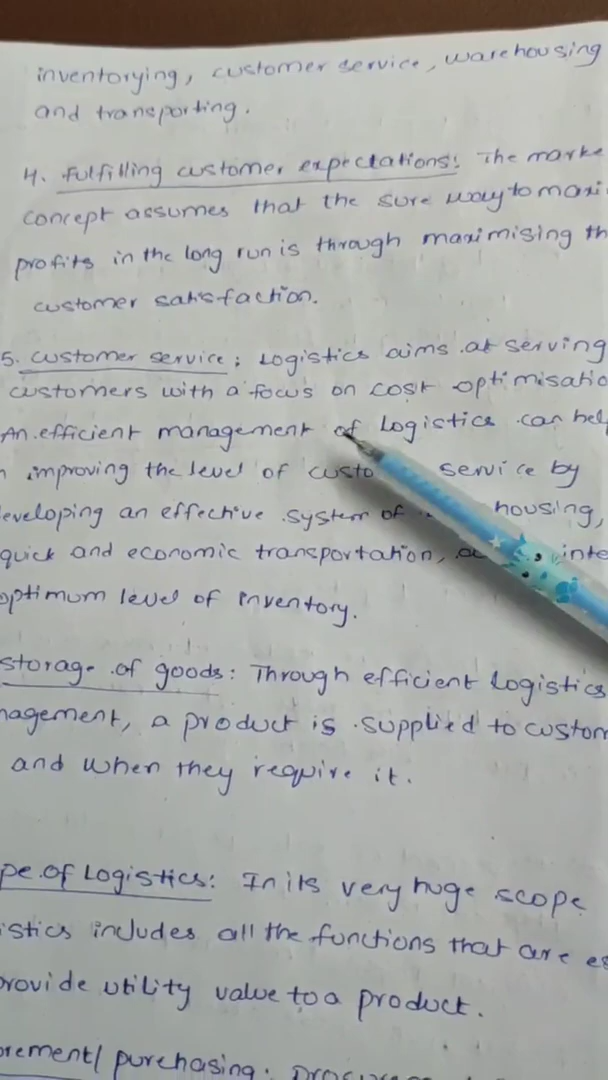 inventorying, customer service, warehousing
and transporting.
4. Fulfilling customer expectations: The marke
concept assumes that the sure way to maxi
profits in the long run is through maximising th
customer satisfaction.
5. customer service: Logistics aims at serving
customers with a focus on cost optimisatio
An efficient management of logistics can hel
improving the level of custo service by
eveloping an effective system of housing,
quick and economic transportation, inte
optimum level of inventory.
storage of goods: Through efficient logistics
nagement, a product is supplied to custom
and when they require it.
pe of Logistics: In its very huge scope
istics includes all the functions that are es
provide utility value to a product.
rement/ purchasing: